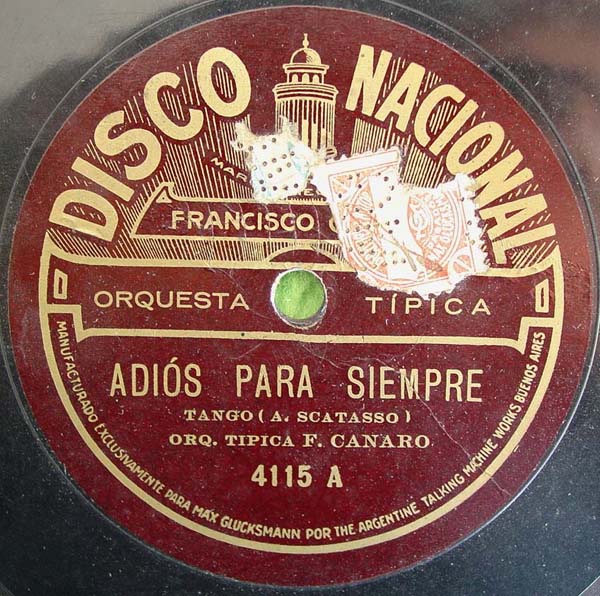 DISCO NACIONAL
MAR
FRANCISCO C
ORQUESTA TÍPICA
ADIÓS PARA SIEMPRE
TANGO ( A. SCATASSO )
ORQ. TIPICA F. CANARO
4115 A
MANUFACTURADO EXCLUSIVAMENTE PARA MAX GLUCKSMANN POR THE ARGENTINE TALKING MACHINE WORKS BUENOS AIRES